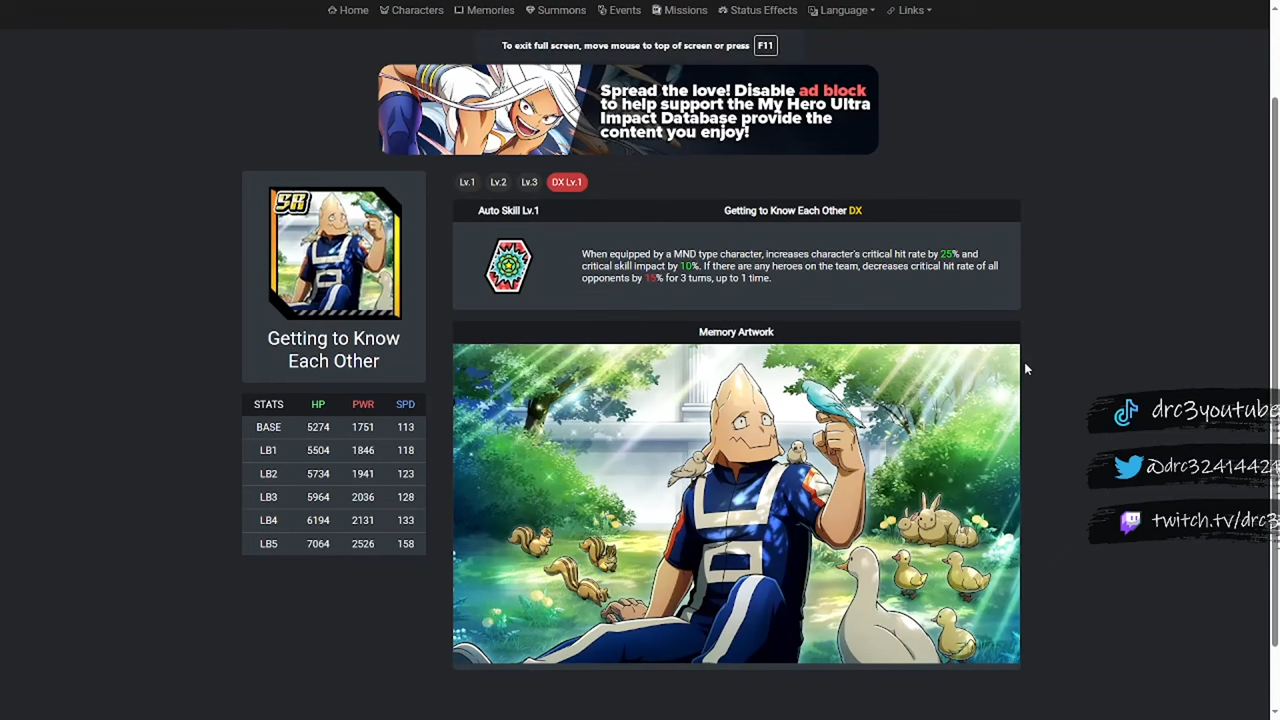 Home Characters Memories Summons Events Missions Status Effects Language Links
To exit full screen, move mouse to top of screen or press F11
Spread the love! Disable ad block
to help support the My Hero Ultra
Impact Database provide the
content you enjoy!
SR
Getting to Know
Each Other
STATS HP PWR SPD
BASE 5274 1751 113
LB1 5504 1846 118
LB2 5734 1941 123
LB3 5964 2036 128
LB4 6194 2131 133
LB5 7064 2526 158
Lv.1 Lv.2 Lv.3 DX Lv.1
Auto Skill Lv.1 Getting to Know Each Other DX
When equipped by a MND type character, increases character's critical hit rate by 25% and
critical skill impact by 10%. If there are any heroes on the team, decreases critical hit rate of all
opponents by 15% for 3 turns, up to 1 time.
Memory Artwork
drc3youtube
@drc32414424
twitch.tv/drc3